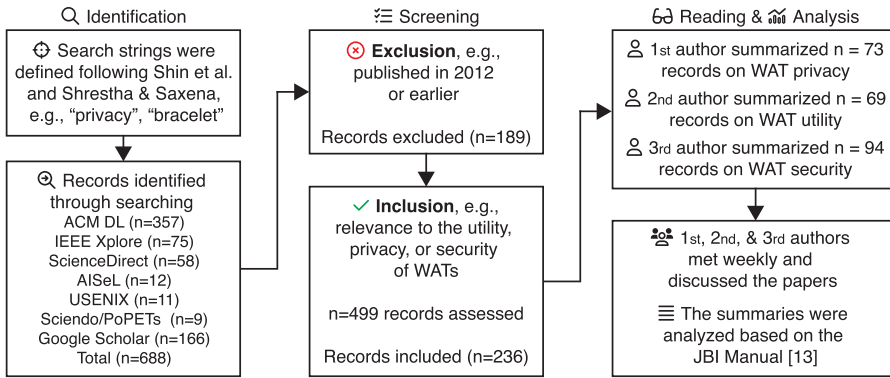 Identification
Search strings were
defined following Shin et al.
and Shrestha & Saxena,
e.g., “privacy”, “bracelet”
Records identified
through searching
ACM DL (n=357)
IEEE Xplore (n=75)
ScienceDirect (n=58)
AISeL (n=12)
USENIX (n=11)
Sciendo/PoPETs (n=9)
Google Scholar (n=166)
Total (n=688)
Screening
Exclusion, e.g.,
published in 2012
or earlier
Records excluded (n=189)
Inclusion, e.g.,
relevance to the utility,
privacy, or security
of WATs
n=499 records assessed
Records included (n=236)
Reading & Analysis
1st author summarized n = 73
records on WAT privacy
2nd author summarized n = 69
records on WAT utility
3rd author summarized n = 94
records on WAT security
1st, 2nd, & 3rd authors
met weekly and
discussed the papers
The summaries were
analyzed based on the
JBI Manual [13]